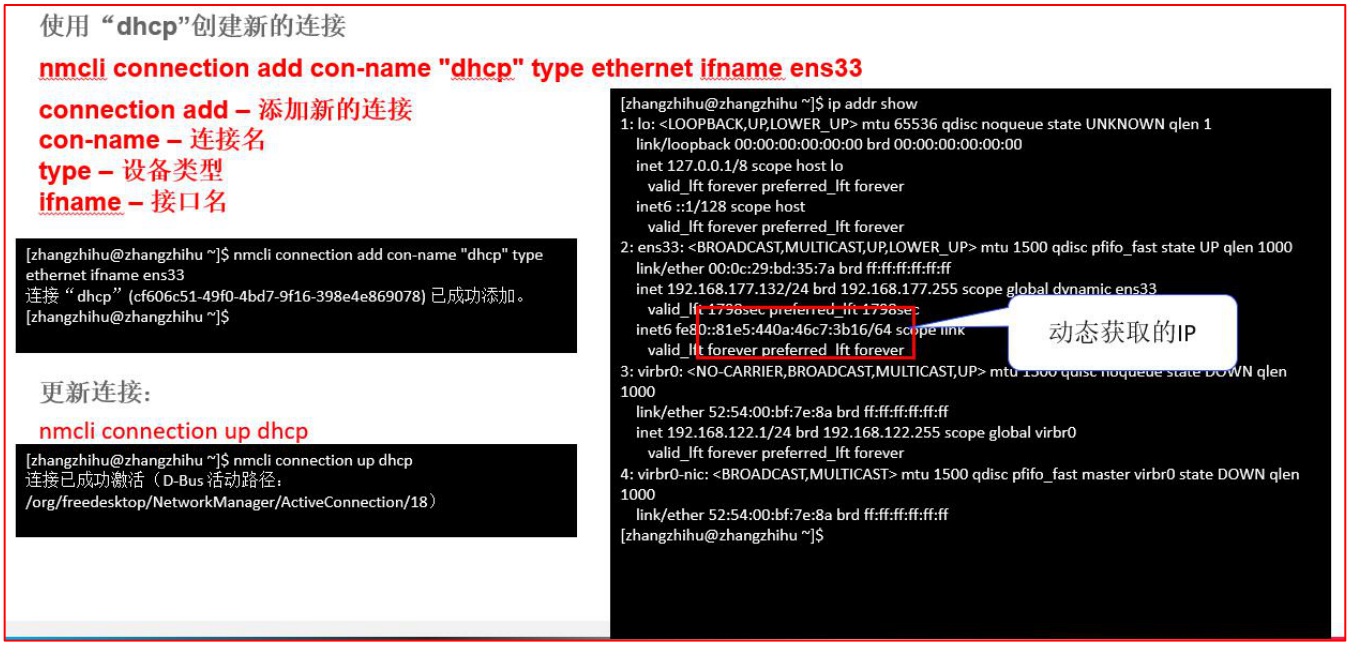 使用“dhcp”创建新的连接
nmcli connection add con-name "dhcp" type ethernet ifname ens33
connection add – 添加新的连接
con-name – 连接名
type – 设备类型
ifname – 接口名
[zhangzhihu@zhangzhihu ~]$ nmcli connection add con-name "dhcp" type
ethernet ifname ens33
连接“dhcp”(cf606c51-49f0-4bd7-9f16-398e4e869078) 已成功添加。
[zhangzhihu@zhangzhihu ~]$
更新连接:
nmcli connection up dhcp
[zhangzhihu@zhangzhihu ~]$ nmcli connection up dhcp
连接已成功激活（D-Bus 活动路径：
/org/freedesktop/NetworkManager/ActiveConnection/18）
[zhangzhihu@zhangzhihu ~]$ ip addr show
1: lo: <LOOPBACK,UP,LOWER_UP> mtu 65536 qdisc noqueue state UNKNOWN qlen 1
link/loopback 00:00:00:00:00:00 brd 00:00:00:00:00:00
inet 127.0.0.1/8 scope host lo
valid_lft forever preferred_lft forever
inet6 ::1/128 scope host
valid_lft forever preferred_lft forever
2: ens33: <BROADCAST,MULTICAST,UP,LOWER_UP> mtu 1500 qdisc pfifo_fast state UP qlen 1000
link/ether 00:0c:29:bd:35:7a brd ff:ff:ff:ff:ff:ff
inet 192.168.177.132/24 brd 192.168.177.255 scope global dynamic ens33
valid_lft 1798sec preferred_lft 1798sec
inet6 fe80::81e5:440a:46c7:3b16/64 scope link
valid_lft forever preferred_lft forever
动态获取的IP
3: virbr0: <NO-CARRIER,BROADCAST,MULTICAST,UP> mtu 1500 qdisc noqueue state DOWN qlen
1000
link/ether 52:54:00:bf:7e:8a brd ff:ff:ff:ff:ff:ff
inet 192.168.122.1/24 brd 192.168.122.255 scope global virbr0
valid_lft forever preferred_lft forever
4: virbr0-nic: <BROADCAST,MULTICAST> mtu 1500 qdisc pfifo_fast master virbr0 state DOWN qlen
1000
link/ether 52:54:00:bf:7e:8a brd ff:ff:ff:ff:ff:ff
[zhangzhihu@zhangzhihu ~]$